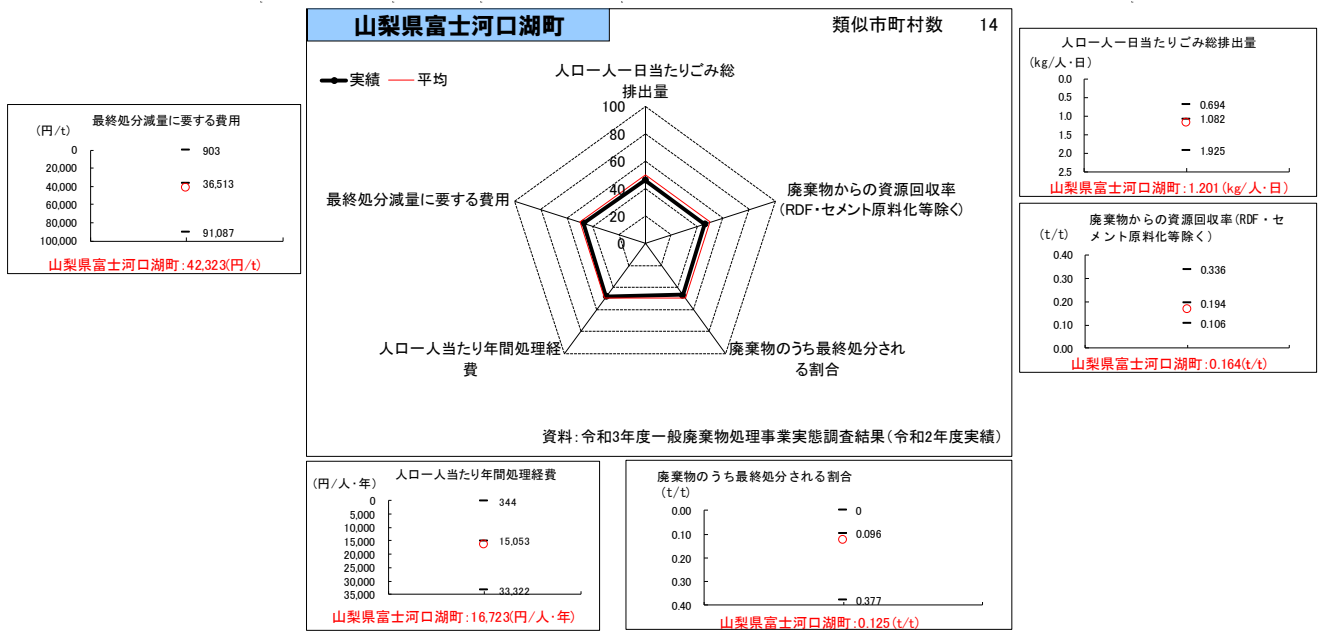 山梨県富士河口湖町
類似市町村数 14
実績 平均
人口一人一日当たりごみ総
排出量
100
80
60
40
20
0
廃棄物からの資源回収率
(RDF・セメント原料化等除く)
廃棄物のうち最終処分され
る割合
人口一人当たり年間処理経
費
最終処分減量に要する費用
資料:令和3年度一般廃棄物処理事業実態調査結果(令和2年度実績)
最終処分減量に要する費用
(円/t)
0
20,000
40,000
60,000
80,000
100,000
903
36,513
91,087
山梨県富士河口湖町:42,323(円/t)
人口一人一日当たりごみ総排出量
(kg/人・日)
0.0
0.5
1.0
1.5
2.0
2.5
0.694
1.082
1.925
山梨県富士河口湖町:1.201(kg/人・日)
廃棄物からの資源回収率(RDF・セ
メント原料化等除く)
(t/t)
0.40
0.30
0.20
0.10
0.00
0.336
0.194
0.106
山梨県富士河口湖町:0.164(t/t)
人口一人当たり年間処理経費
(円/人・年)
0
5,000
10,000
15,000
20,000
25,000
30,000
35,000
344
15,053
33,322
山梨県富士河口湖町:16,723(円/人・年)
廃棄物のうち最終処分される割合
(t/t)
0.00
0.10
0.20
0.30
0.40
0
0.096
0.377
山梨県富士河口湖町:0.125(t/t)